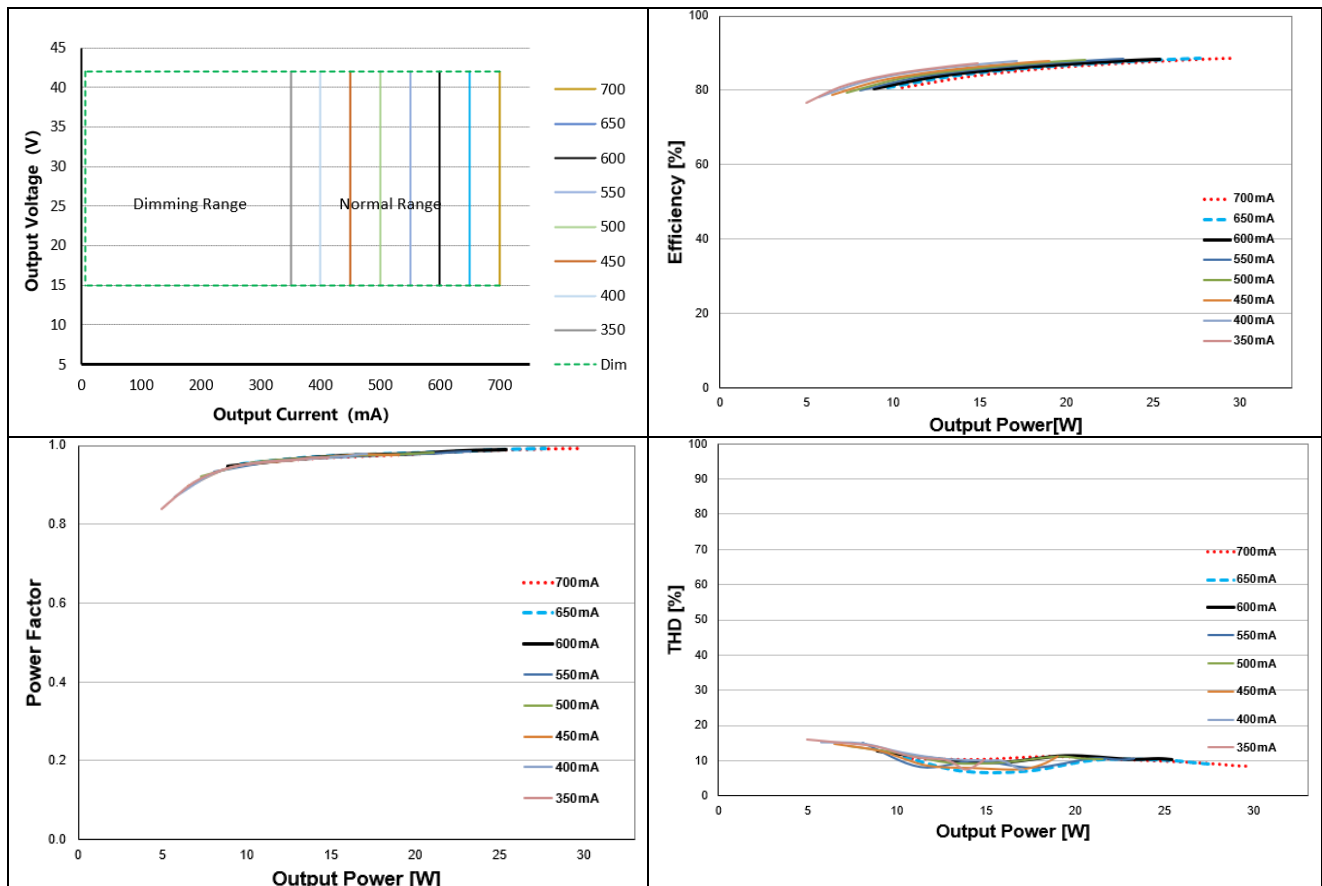 45
40
35
30
25
20
15
10
5
0 100 200 300 400 500 600 700
Output Voltage (V)
Output Current (mA)
Dimming Range
Normal Range
700
650
600
550
500
450
400
350
Dim
100
80
60
40
20
0
0 5 10 15 20 25 30
Efficiency [%]
Output Power[W]
700mA
650mA
600mA
550mA
500mA
450mA
400mA
350mA
1.0
0.8
0.6
0.4
0.2
0.0
0 5 10 15 20 25 30
Power Factor
Output Power [W]
700mA
650mA
600mA
550mA
500mA
450mA
400mA
350mA
100
90
80
70
60
50
40
30
20
10
0
0 5 10 15 20 25 30
THD [%]
Output Power [W]
700mA
650mA
600mA
550mA
500mA
450mA
400mA
350mA